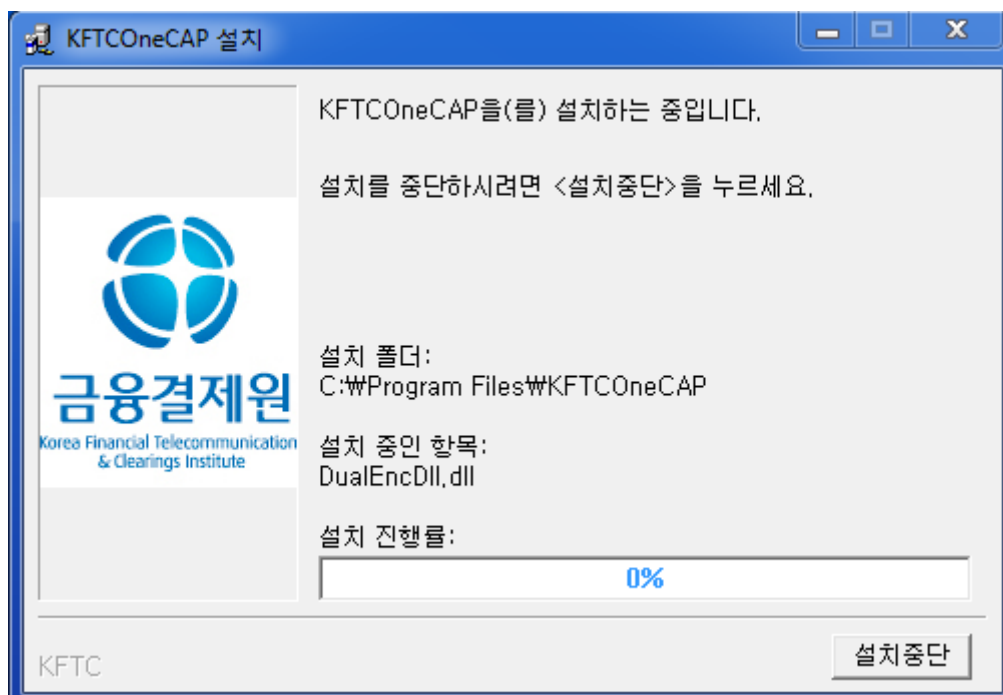 KFTCOneCAP 설치
KFTCOneCAP을(를) 설치하는 중입니다.
설치를 중단하시려면 <설치중단>을 누르세요.
금융결제원
Korea Financial Telecommunication
& Clearings Institute
설치 폴더:
C:₩Program Files₩KFTCOneCAP
설치 중인 항목:
DualEncDll.dll
설치 진행률:
0%
KFTC
설치중단